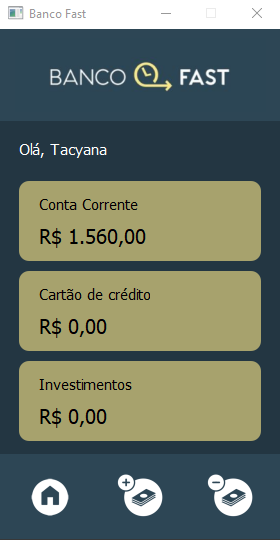 Banco Fast
BANCO FAST
Olá, Tacyana
Conta Corrente
R$ 1.560,00
Cartão de crédito
R$ 0,00
Investimentos
R$ 0,00